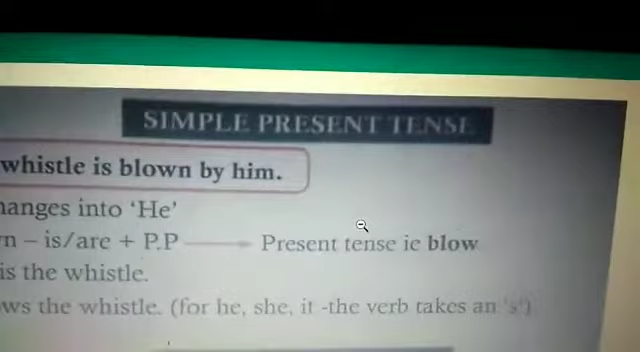 SIMPLE PRESENT TENSE
whistle is blown by him.
hanges into 'He'
n – is/are + P.P Present tense ie blow
is the whistle.
ws the whistle. (for he, she, it -the verb takes an 's')